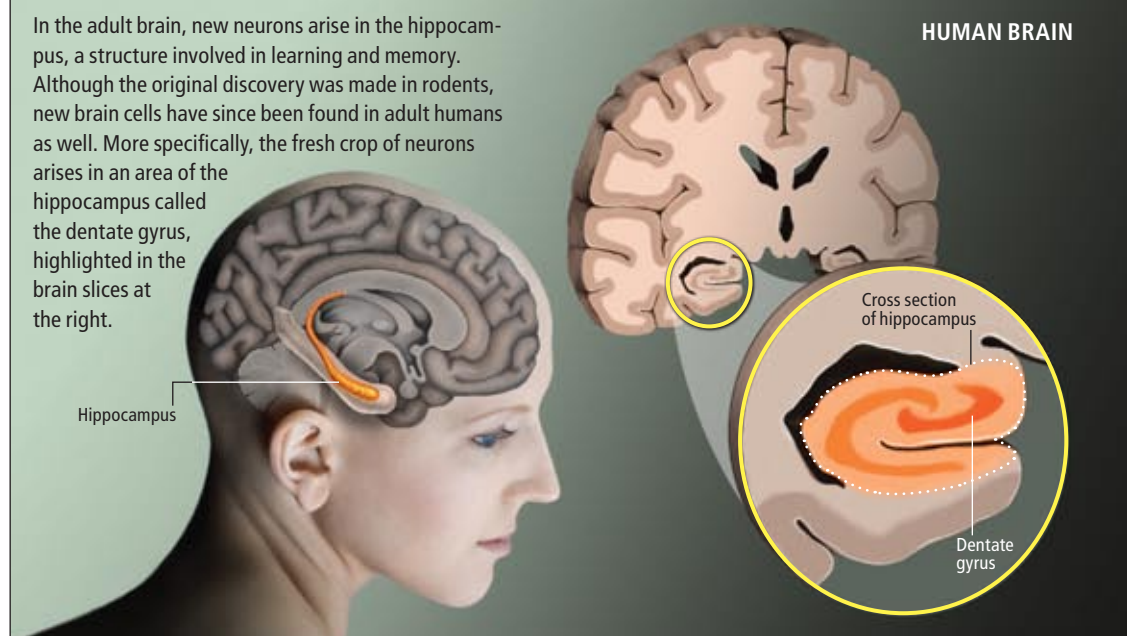 In the adult brain, new neurons arise in the hippocam-
pus, a structure involved in learning and memory.
Although the original discovery was made in rodents,
new brain cells have since been found in adult humans
as well. More specifically, the fresh crop of neurons
arises in an area of the
hippocampus called
the dentate gyrus,
highlighted in the
brain slices at
the right.
Hippocampus
HUMAN BRAIN
Cross section
of hippocampus
Dentate
gyrus